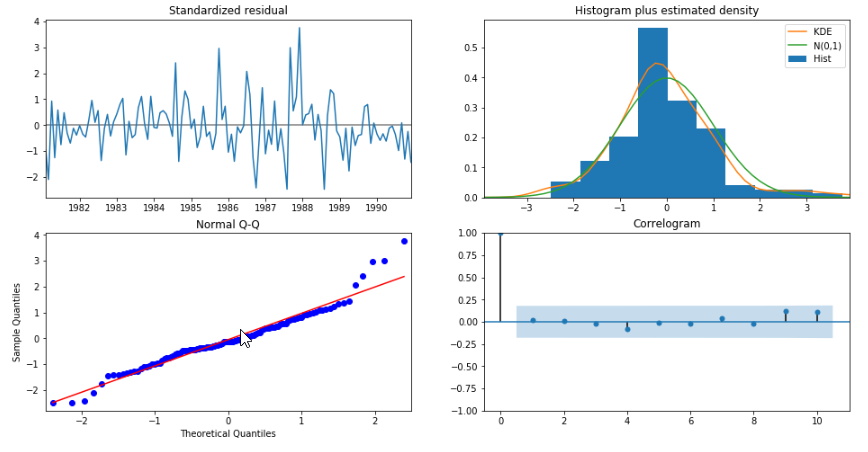 Standardized residual
4
3
2
1
0
−1
−2
1982 1983 1984 1985 1986 1987 1988 1989 1990
Histogram plus estimated density
KDE
N(0,1)
Hist
0.5
0.4
0.3
0.2
0.1
0.0
−3 −2 −1 0 1 2 3
Normal Q-Q
Sample Quantiles
4
3
2
1
0
−1
−2
−2 −1 0 1 2
Theoretical Quantiles
Correlogram
1.00
0.75
0.50
0.25
0.00
−0.25
−0.50
−0.75
−1.00
0 2 4 6 8 10